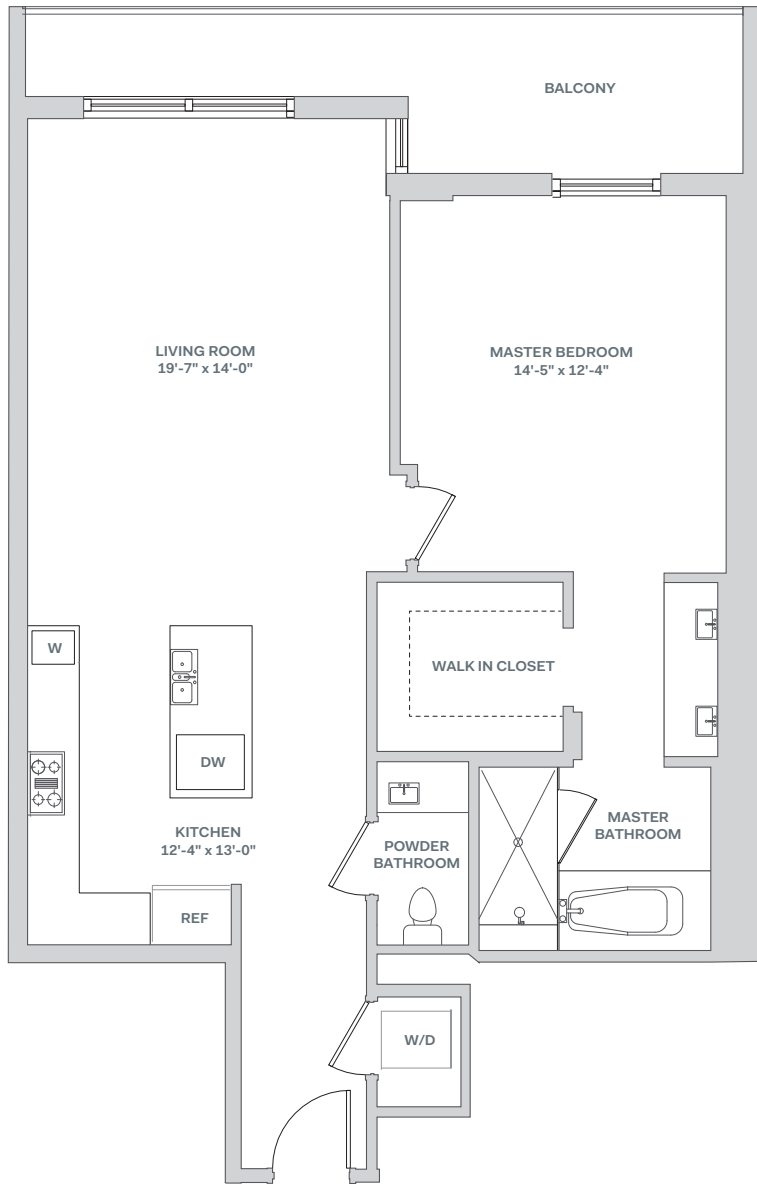 BALCONY
LIVING ROOM
19'-7" x 14'-0"
MASTER BEDROOM
14'-5" x 12'-4"
W
WALK IN CLOSET
DW
KITCHEN
12'-4" x 13'-0"
POWDER
BATHROOM
MASTER
BATHROOM
REF
W/D